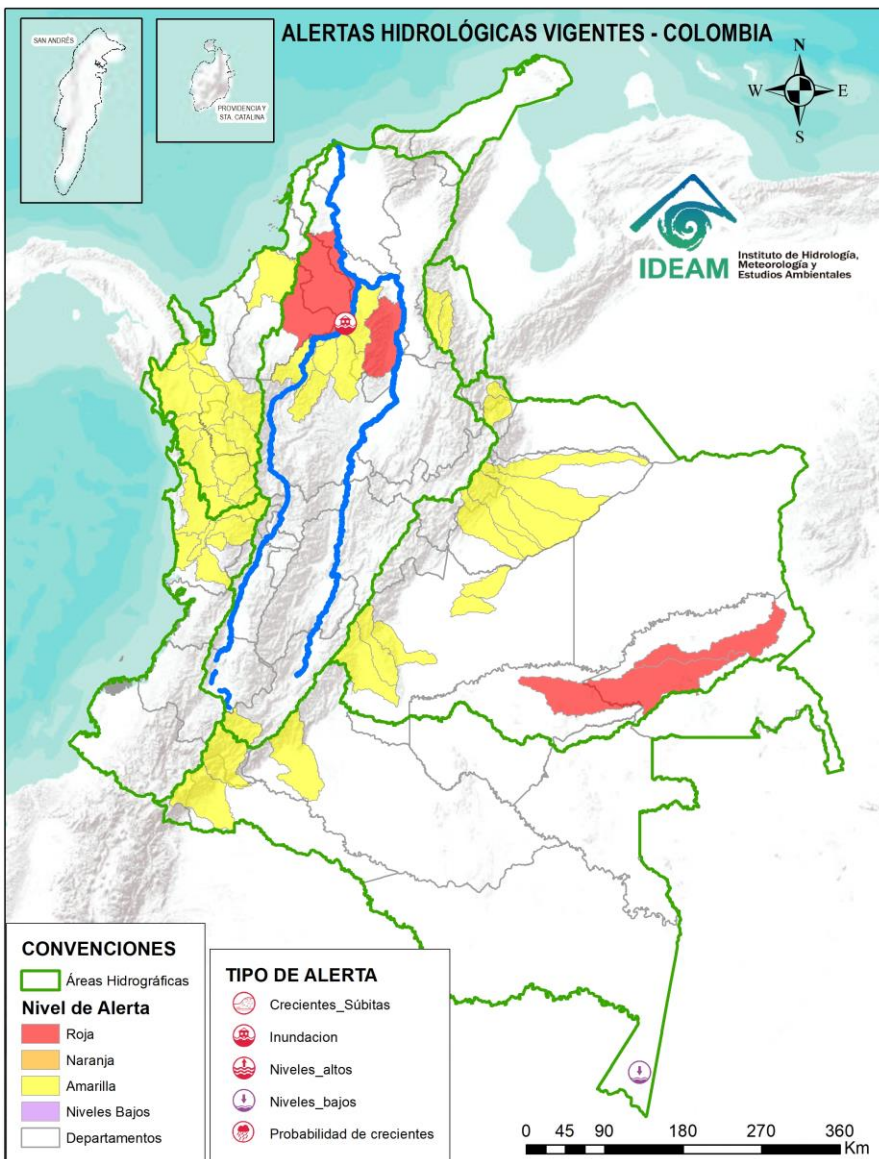 ALERTAS HIDROLÓGICAS VIGENTES - COLOMBIA
SAN ANDRÉS
PROVIDENCIA Y
STA. CATALINA
N
W
E
S
IDEAM
Instituto de Hidrología,
Meteorología y
Estudios Ambientales
CONVENCIONES
Áreas Hidrográficas
Nivel de Alerta
Roja
Naranja
Amarilla
Niveles Bajos
Departamentos
TIPO DE ALERTA
Crecientes_Súbitas
Inundacion
Niveles_altos
Niveles_bajos
Probabilidad de crecientes
0 45 90 180 270 360
Km